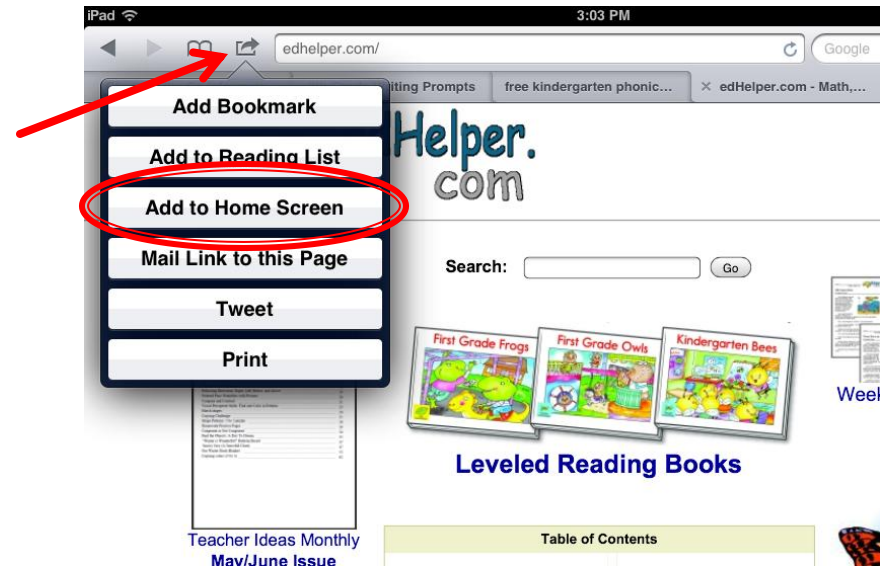 iPad
3:03 PM
edhelper.com/
Google
iting Prompts
free kindergarten phonic...
edHelper.com - Math,...
Add Bookmark
Add to Reading List
Add to Home Screen
Mail Link to this Page
Tweet
Print
Helper.
com
Search:
Go
First Grade Frogs
First Grade Owls
Kindergarten Bees
Week
Leveled Reading Books
Teacher Ideas Monthly
May/June Issue
Table of Contents